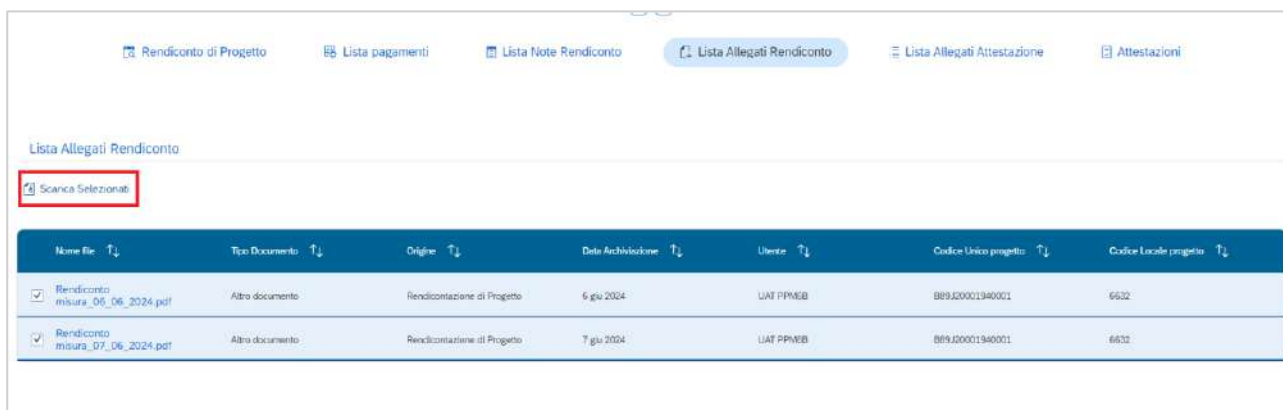 Rendiconto di Progetto Lista pagamenti Lista Note Rendiconto Lista Allegati Rendiconto Lista Allegati Attestazione Attestazioni
Lista Allegati Rendiconto
Scarica Selezionati
Nome file Tipo Documento Origine Data Archiviazione Utente Codice Unico progetto Codice Locale progetto
Rendiconto
misura_06_06_2024.pdf Altro documento Rendicontazione di Progetto 6 giu 2024 UAT PPM6B B89J20001940001 6632
Rendiconto
misura_07_06_2024.pdf Altro documento Rendicontazione di Progetto 7 giu 2024 UAT PPM6B B89J20001940001 6632